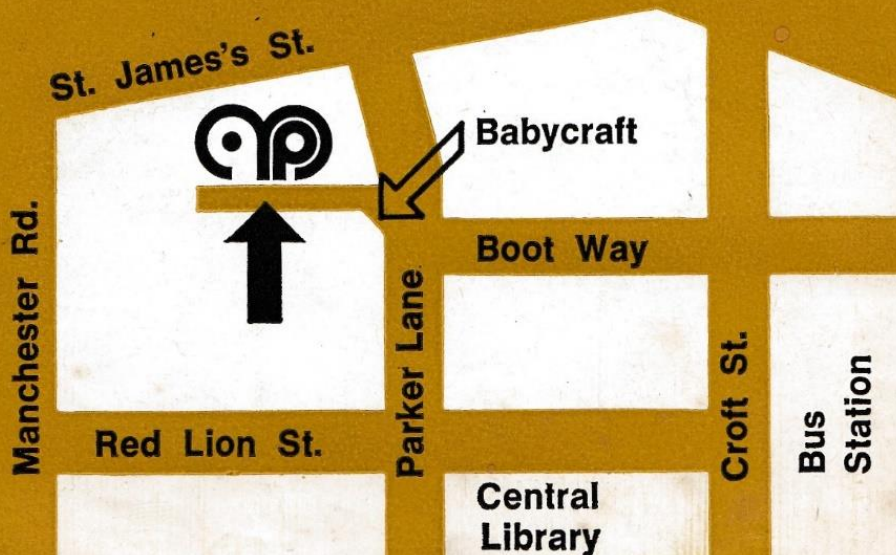 St. James's St.
ap
Babycraft
Manchester Rd.
Boot Way
Parker Lane
Croft St.
Bus
Station
Red Lion St.
Central
Library